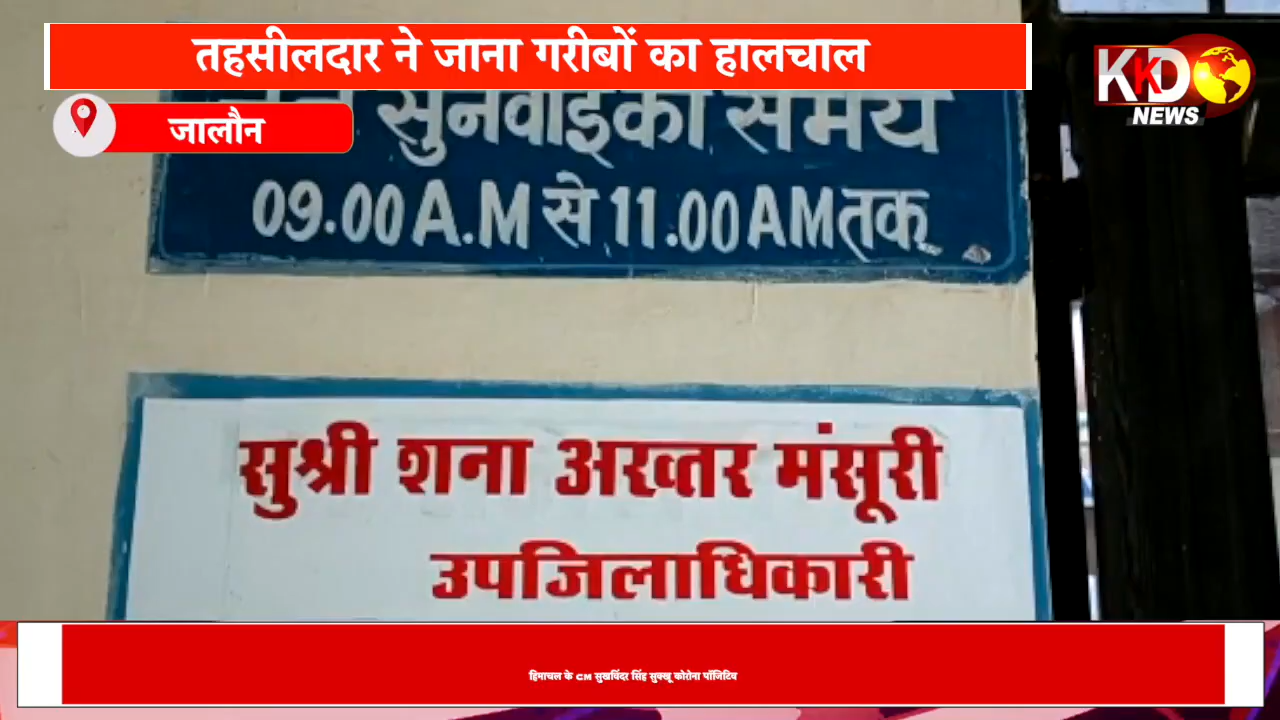 तहसीलदार ने जाना गरीबों का हालचाल
KKD
NEWS
जालौन
सुनवाई का समय
09.00 A.M से 11.00 AM तक
सुश्री शना अख्तर मंसूरी
उपजिलाधिकारी
हिमाचल के CM सुखविंदर सिंह सुक्खू कोरोना पॉजिटिव